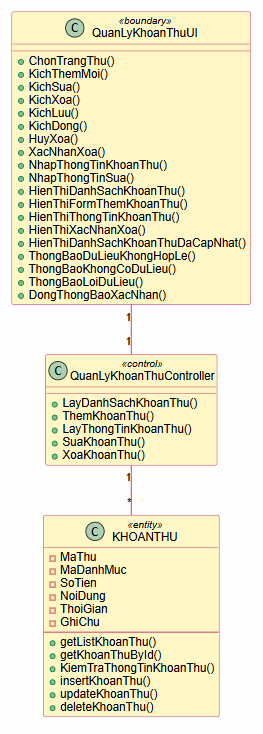 «boundary»
C QuanLyKhoanThuUI
ChonTrangThu()
KichThemMoi()
KichSua()
KichXoa()
KichLuu()
KichDong()
HuyXoa()
XacNhanXoa()
NhapThongTinKhoanThu()
NhapThongTinSua()
HienThiDanhSachKhoanThu()
HienThiFormThemKhoanThu()
HienThiThongTinKhoanThu()
HienThiXacNhanXoa()
HienThiDanhSachKhoanThuDaCapNhat()
ThongBaoDuLieuKhongHopLe()
ThongBaoKhongCoDuLieu()
ThongBaoLoiDuLieu()
DongThongBaoXacNhan()
1
1
«control»
C QuanLyKhoanThuController
LayDanhSachKhoanThu()
ThemKhoanThu()
LayThongTinKhoanThu()
SuaKhoanThu()
XoaKhoanThu()
1
*
«entity»
C KHOANTHU
MaThu
MaDanhMuc
SoTien
NoiDung
ThoiGian
GhiChu
getListKhoanThu()
getKhoanThuById()
KiemTraThongTinKhoanThu()
insertKhoanThu()
updateKhoanThu()
deleteKhoanThu()